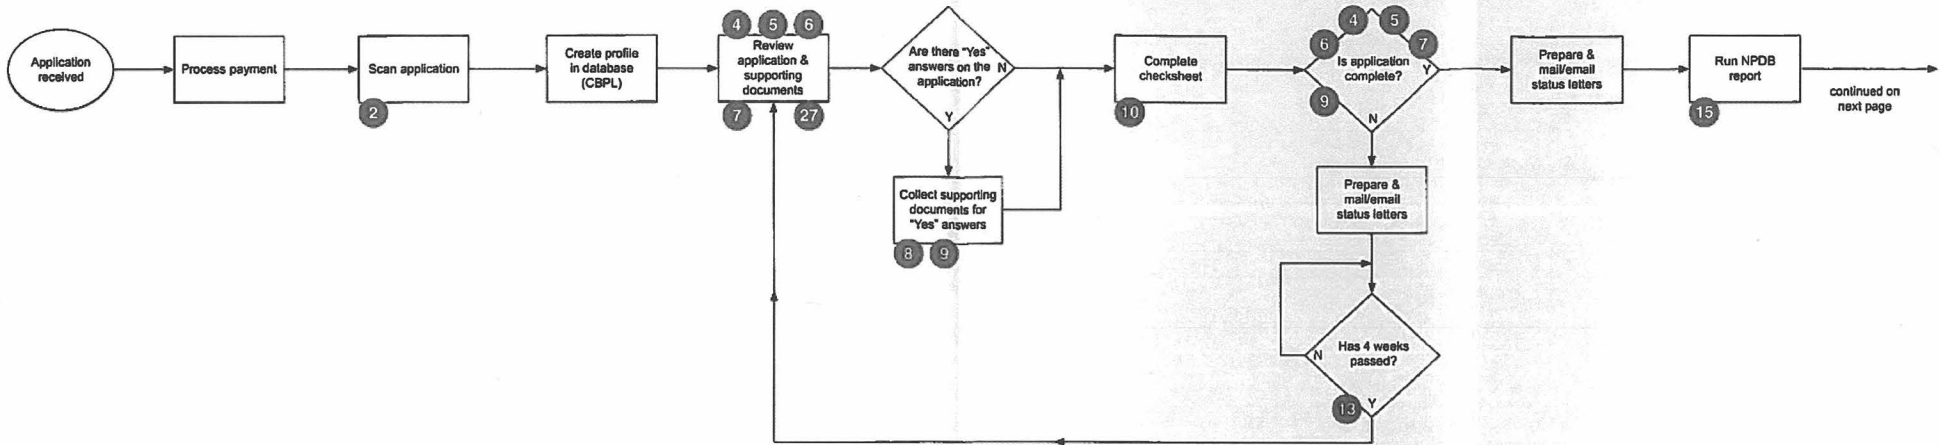 Application
received
Process payment
Scan application
2
Create profile
in database
(CBPL)
4 5 6
Review
application &
supporting
documents
7 27
Are there "Yes"
answers on the
application?
N
Y
Collect supporting
documents for
"Yes" answers
8 9
Complete
checksheet
10
4 5
6 7
Is application
complete?
Y
9
N
Prepare &
mail/email
status letters
Has 4 weeks
passed?
N
13
Y
Prepare &
mail/email
status letters
Run NPDB
report
15
continued on
next page